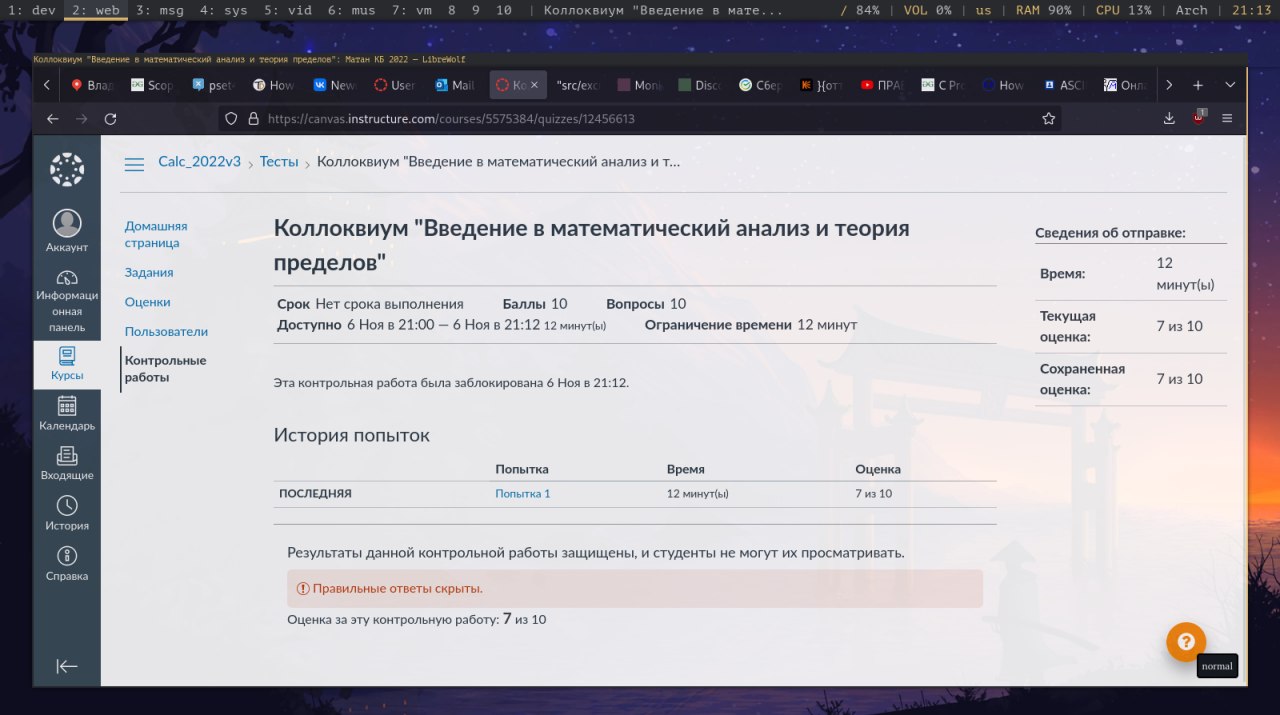 1: dev 2: web 3: msg 4: sys 5: vid 6: mus 7: vm 8 9 10 | Коллоквиум "Введение в мате... / 84% | VOL 0% | us | RAM 90% | CPU 13% | Arch | 21:13
Коллоквиум "Введение в математический анализ и теория пределов": Матан КБ 2022 — LibreWolf
Влад Scop pset How New User Mail Ко "src/exc Monk Disco Сбер }{отт ПРА C Pro How ASCI Онла
https://canvas.instructure.com/courses/5575384/quizzes/12456613
Calc_2022v3 › Тесты › Коллоквиум "Введение в математический анализ и т...
Аккаунт
Информаци
онная
панель
Курсы
Календарь
Входящие
История
Справка
Домашняя
страница
Задания
Оценки
Пользователи
Контрольные
работы
Коллоквиум "Введение в математический анализ и теория
пределов"
Срок Нет срока выполнения Баллы 10 Вопросы 10
Доступно 6 Ноя в 21:00 — 6 Ноя в 21:12 12 минут(ы) Ограничение времени 12 минут
Эта контрольная работа была заблокирована 6 Ноя в 21:12.
История попыток
Попытка Время Оценка
ПОСЛЕДНЯЯ Попытка 1 12 минут(ы) 7 из 10
Результаты данной контрольной работы защищены, и студенты не могут их просматривать.
Правильные ответы скрыты.
Оценка за эту контрольную работу: 7 из 10
Сведения об отправке:
Время: 12
минут(ы)
Текущая
оценка: 7 из 10
Сохраненная
оценка: 7 из 10
normal